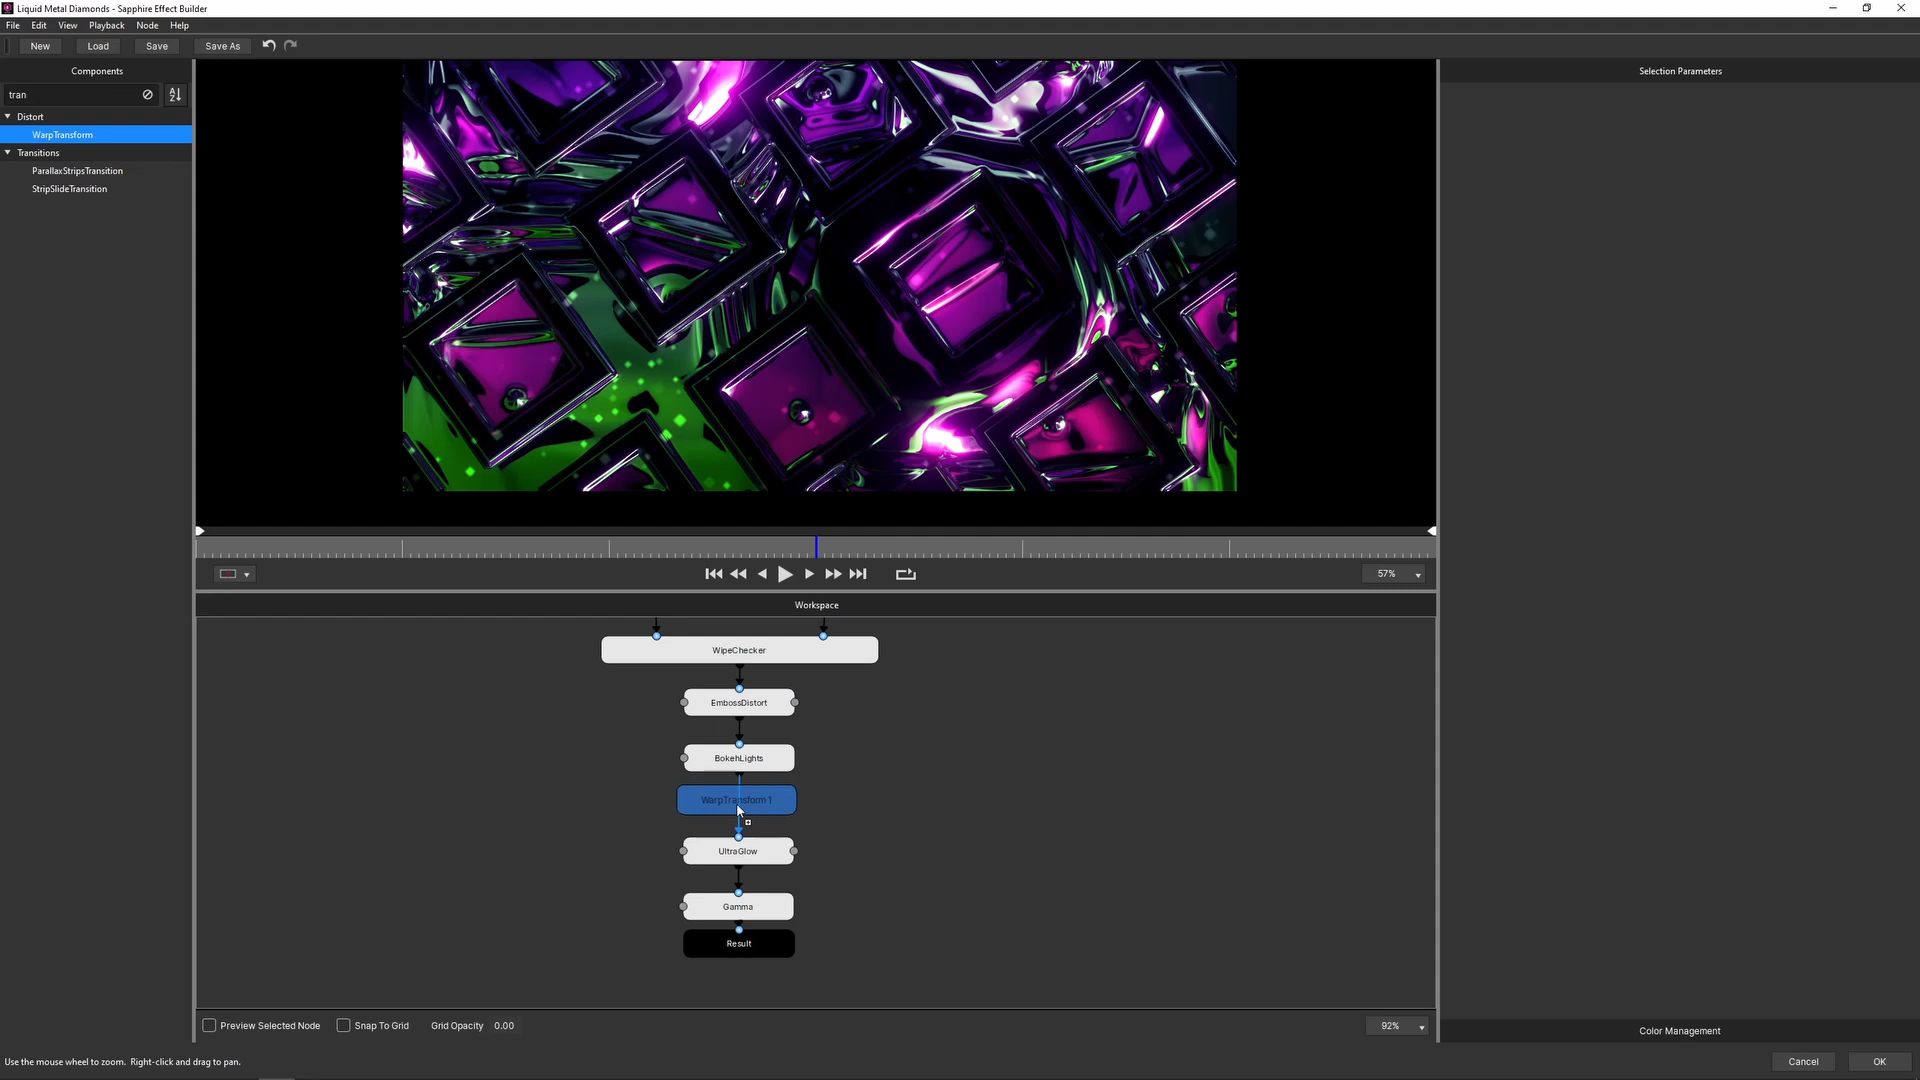 Liquid Metal Diamonds - Sapphire Effect Builder
File Edit View Playback Node Help
New Load Save Save As
Components
tran
A
Z
Distort
WarpTransform
Transitions
ParallaxStripsTransition
StripSlideTransition
Selection Parameters
57%
Workspace
WipeChecker
EmbossDistort
BokehLights
WarpTransform 1
UltraGlow
Gamma
Result
Preview Selected Node Snap To Grid Grid Opacity 0.00
92%
Color Management
Use the mouse wheel to zoom. Right-click and drag to pan.
Cancel OK